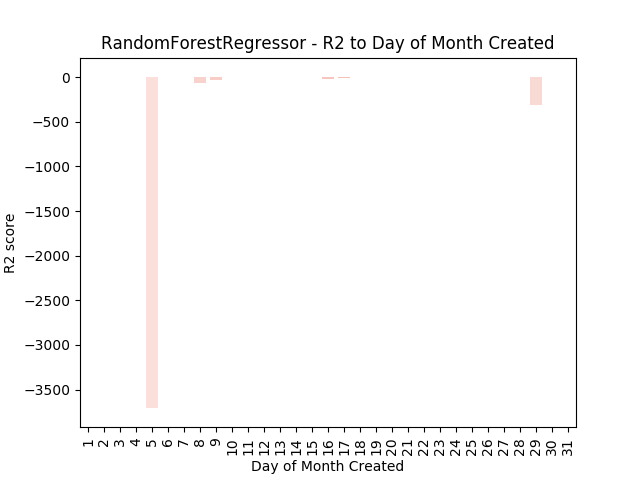 RandomForestRegressor - R2 to Day of Month Created
0
−500
−1000
−1500
−2000
−2500
−3000
−3500
R2 score
1 2 3 4 5 6 7 8 9 10 11 12 13 14 15 16 17 18 19 20 21 22 23 24 25 26 27 28 29 30 31
Day of Month Created